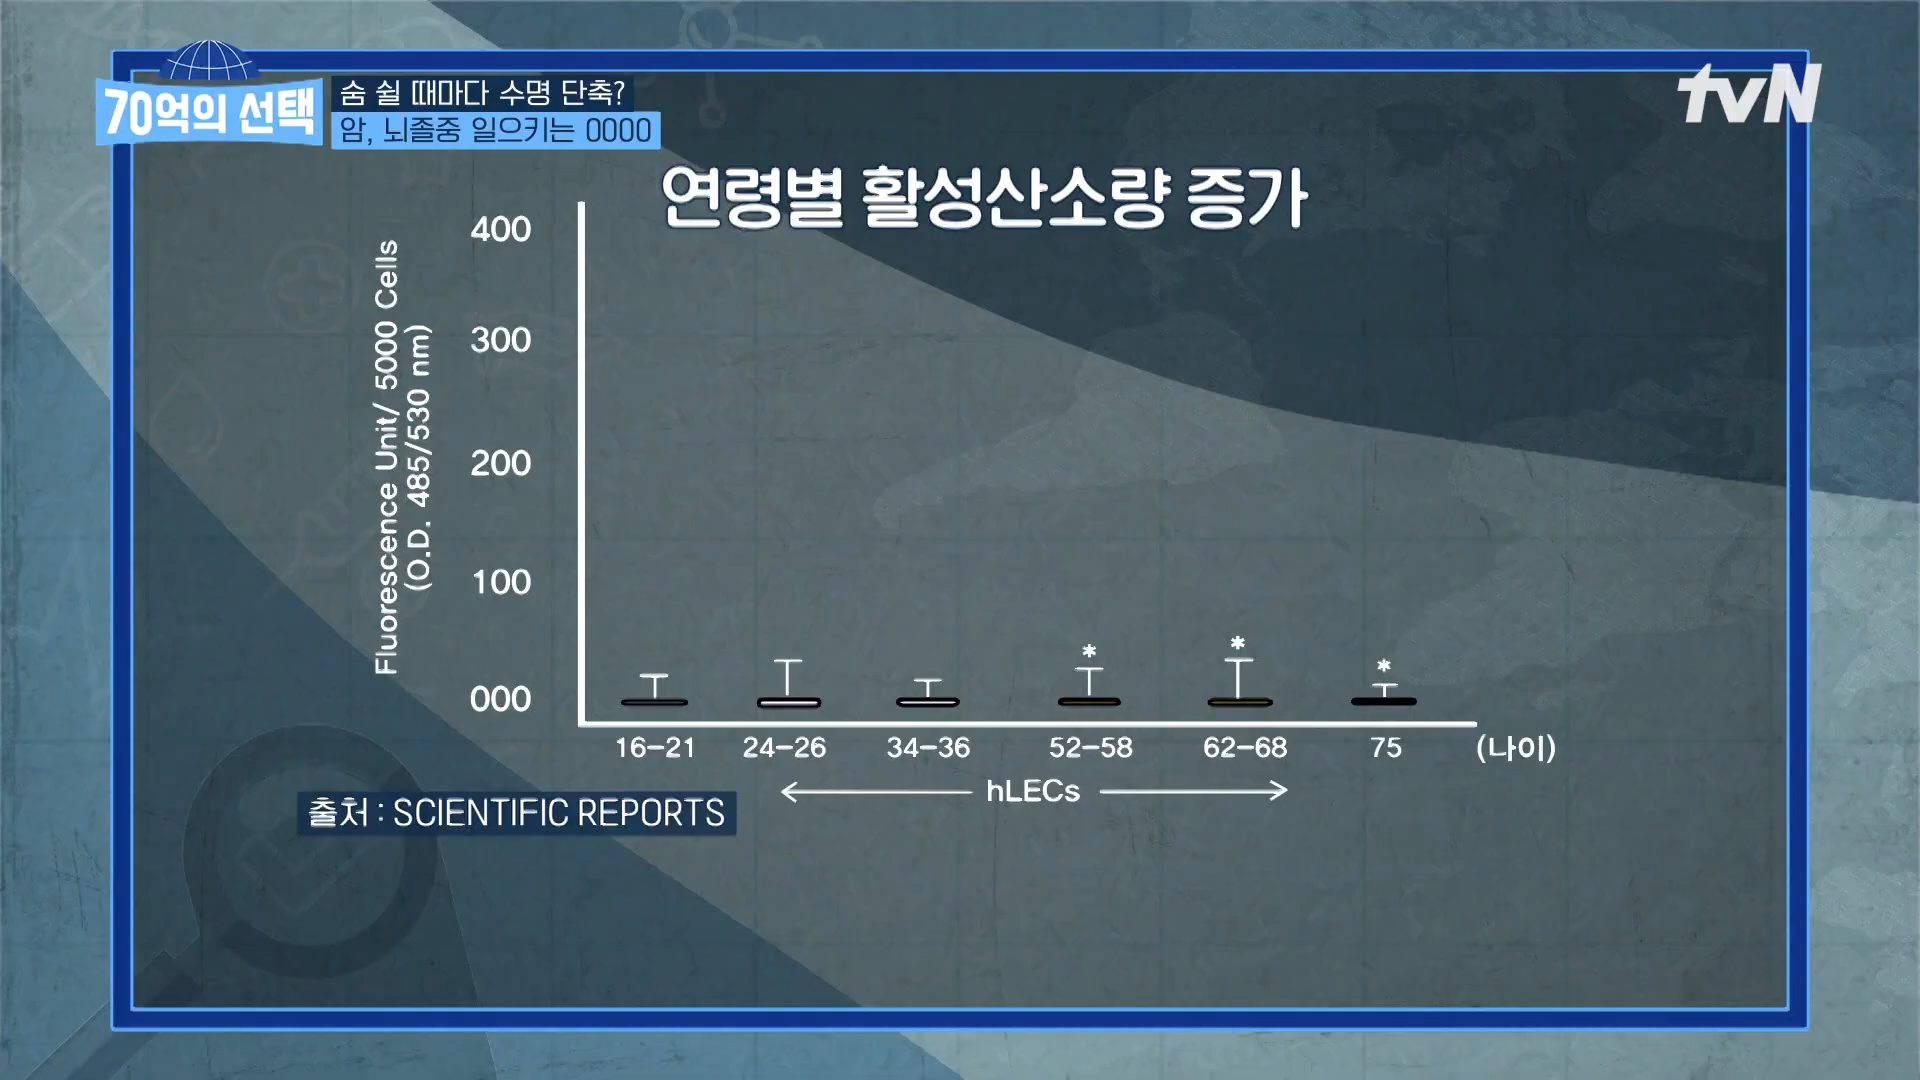 70억의 선택
숨 쉴 때마다 수명 단축?
암, 뇌졸중 일으키는 0000
tvN
연령별 활성산소량 증가
Fluorescence Unit/ 5000 Cells
(O.D. 485/530 nm)
400
300
200
100
000
* * *
16-21 24-26 34-36 52-58 62-68 75 (나이)
hLECs
출처 : SCIENTIFIC REPORTS